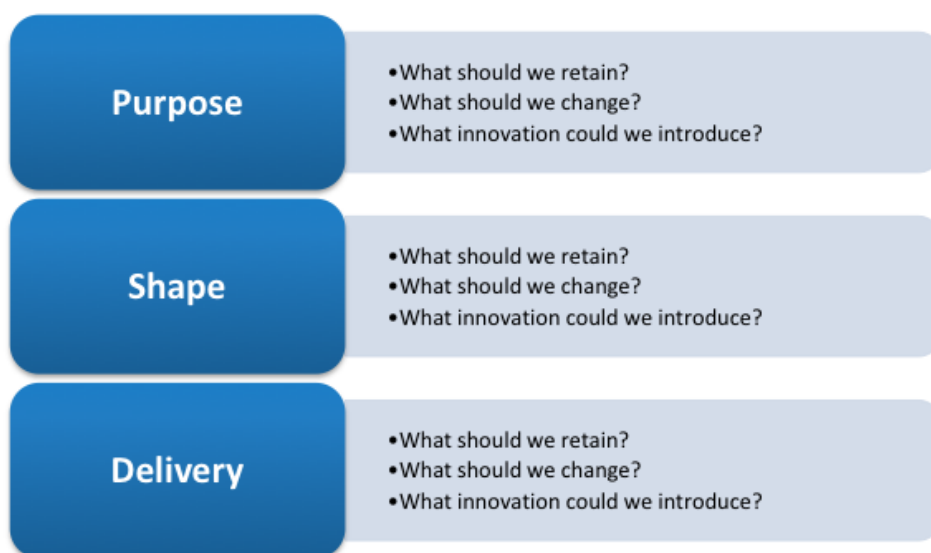 Purpose
•What should we retain?
•What should we change?
•What innovation could we introduce?
Shape
•What should we retain?
•What should we change?
•What innovation could we introduce?
Delivery
•What should we retain?
•What should we change?
•What innovation could we introduce?